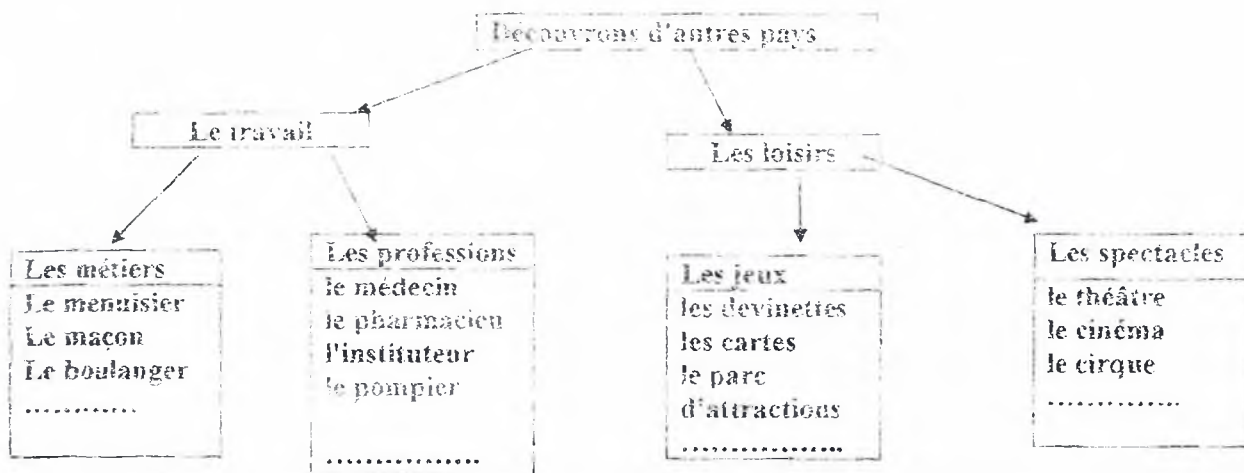 Découvrons d'autres pays
Le travail
Les loisirs
Les métiers
Le menuisier
Le maçon
Le boulanger
............
Les professions
le médecin
le pharmacien
l'instituteur
le pompier
................
Les jeux
les devinettes
les cartes
le parc
d'attractions
.................
Les spectacles
le théâtre
le cinéma
le cirque
..............